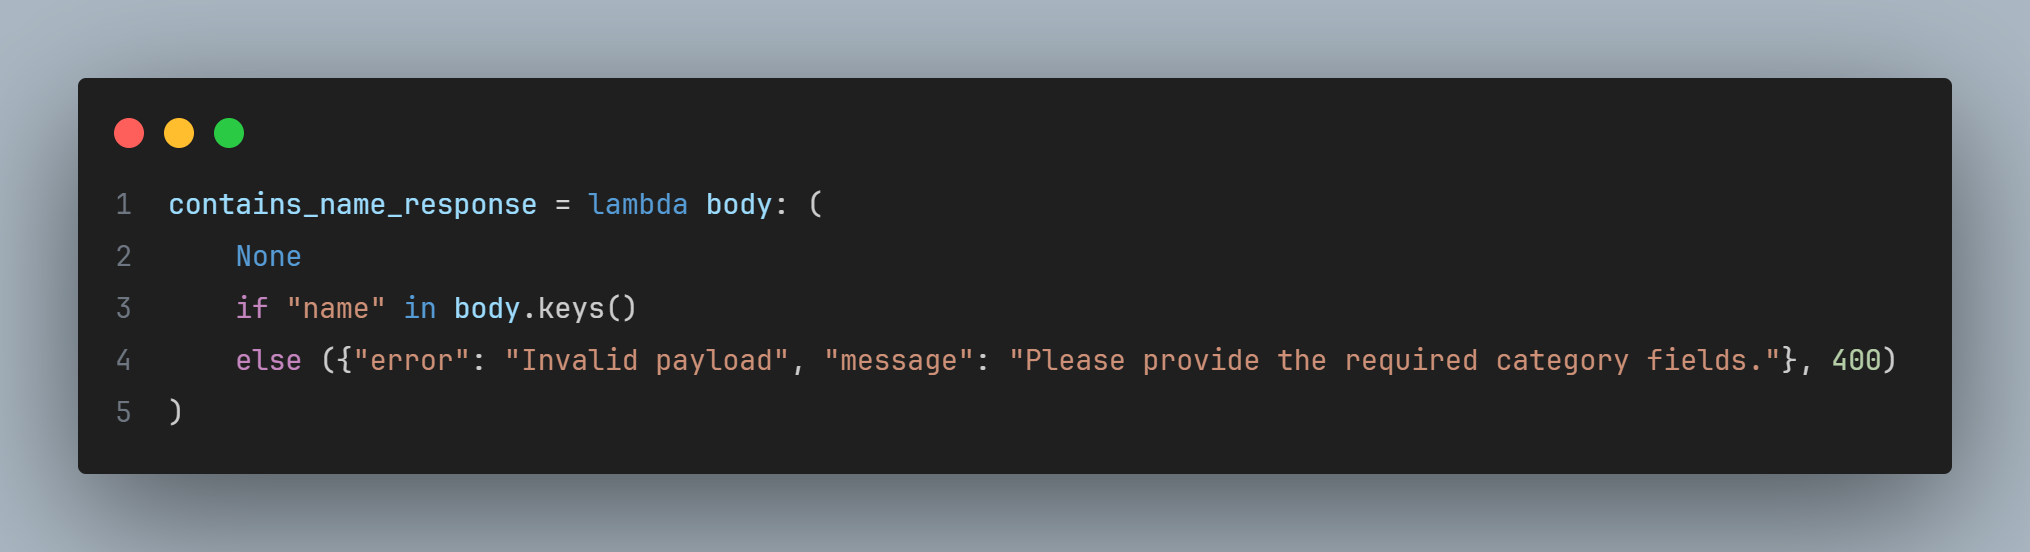 1 contains_name_response = lambda body: (
2     None
3     if "name" in body.keys()
4     else ({"error": "Invalid payload", "message": "Please provide the required category fields."}, 400)
5 )